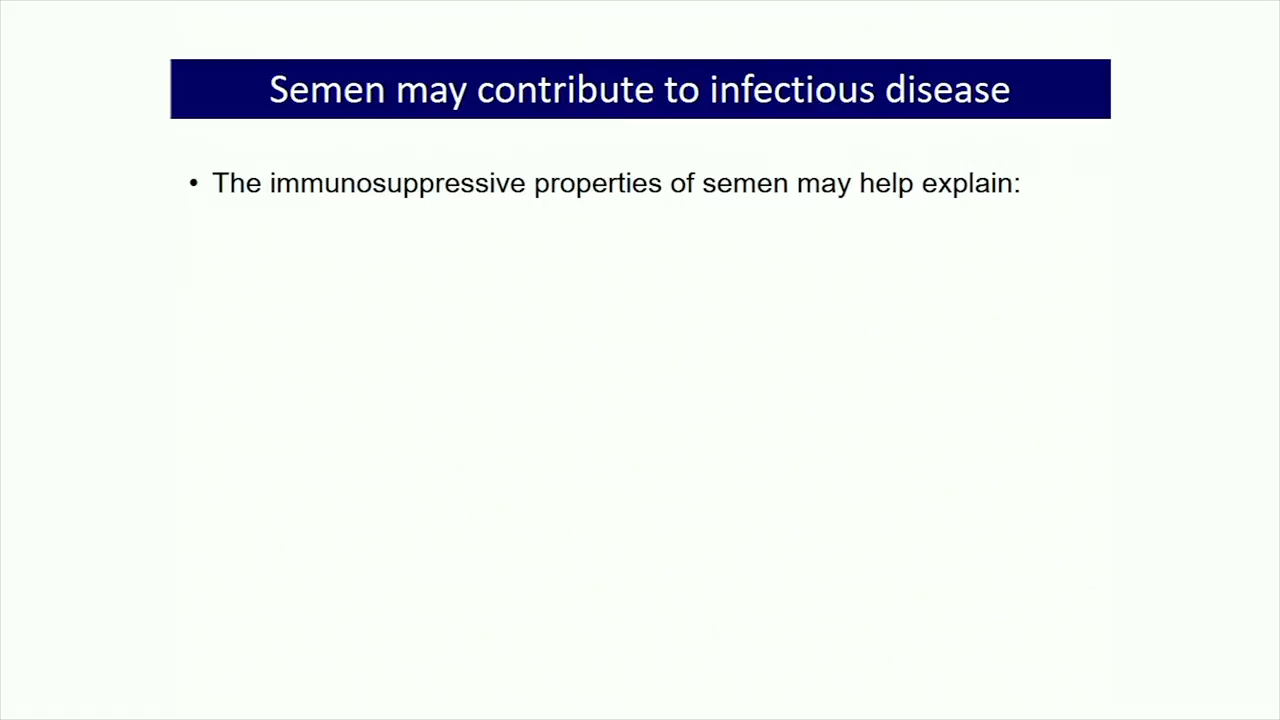 Semen may contribute to infectious disease
• The immunosuppressive properties of semen may help explain: